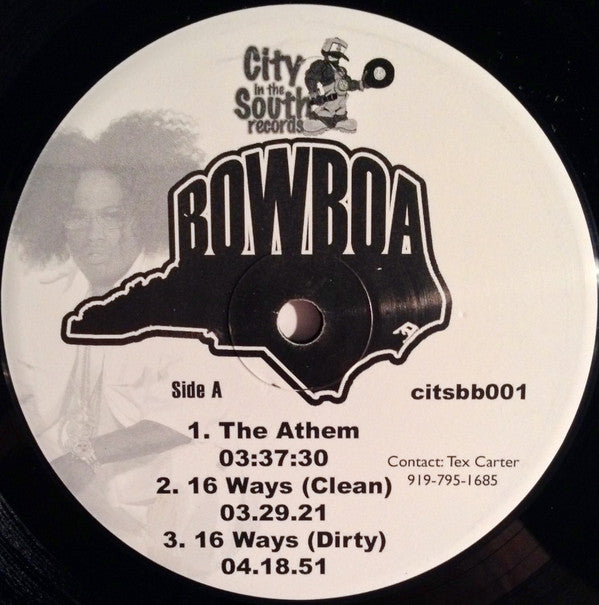 City
in the
South
records
BOWBOA
Side A
citsbb001
1. The Athem
03:37:30
2. 16 Ways (Clean)
03.29.21
3. 16 Ways (Dirty)
04.18.51
Contact: Tex Carter
919-795-1685